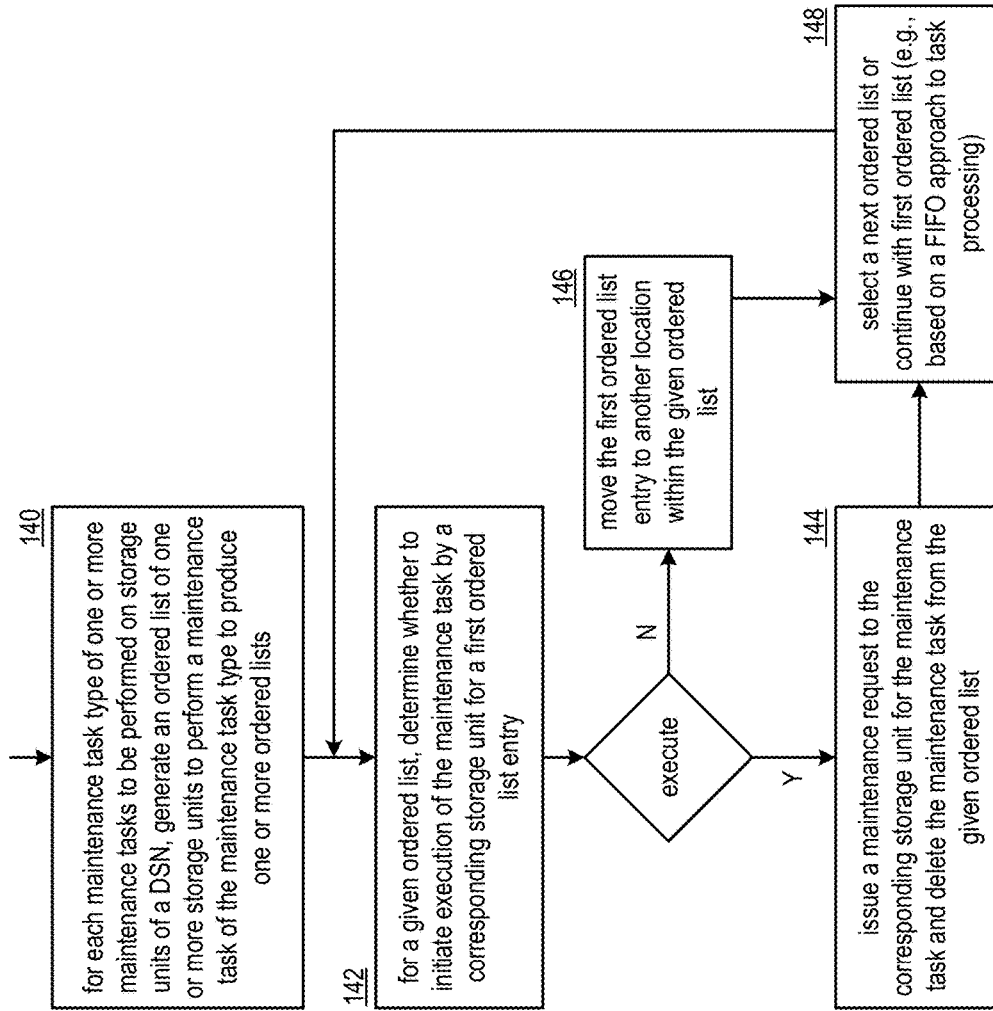 140
for each maintenance task type of one or more
maintenance tasks to be performed on storage
units of a DSN, generate an ordered list of one
or more storage units to perform a maintenance
task of the maintenance task type to produce
one or more ordered lists
142
for a given ordered list, determine whether to
initiate execution of the maintenance task by a
corresponding storage unit for a first ordered
list entry
execute
N
Y
146
move the first ordered list
entry to another location
within the given ordered
list
144
issue a maintenance request to the
corresponding storage unit for the maintenance
task and delete the maintenance task from the
given ordered list
148
select a next ordered list or
continue with first ordered list (e.g.,
based on a FIFO approach to task
processing)